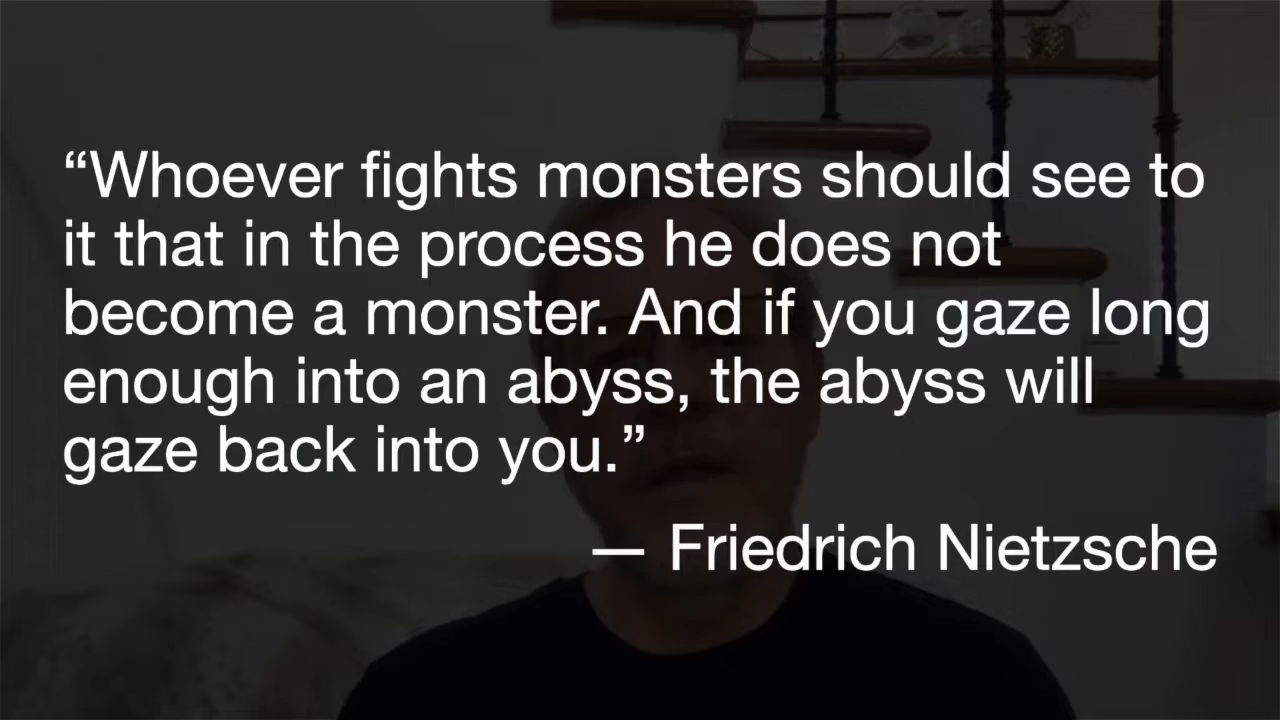 “Whoever fights monsters should see to
it that in the process he does not
become a monster. And if you gaze long
enough into an abyss, the abyss will
gaze back into you.”
— Friedrich Nietzsche